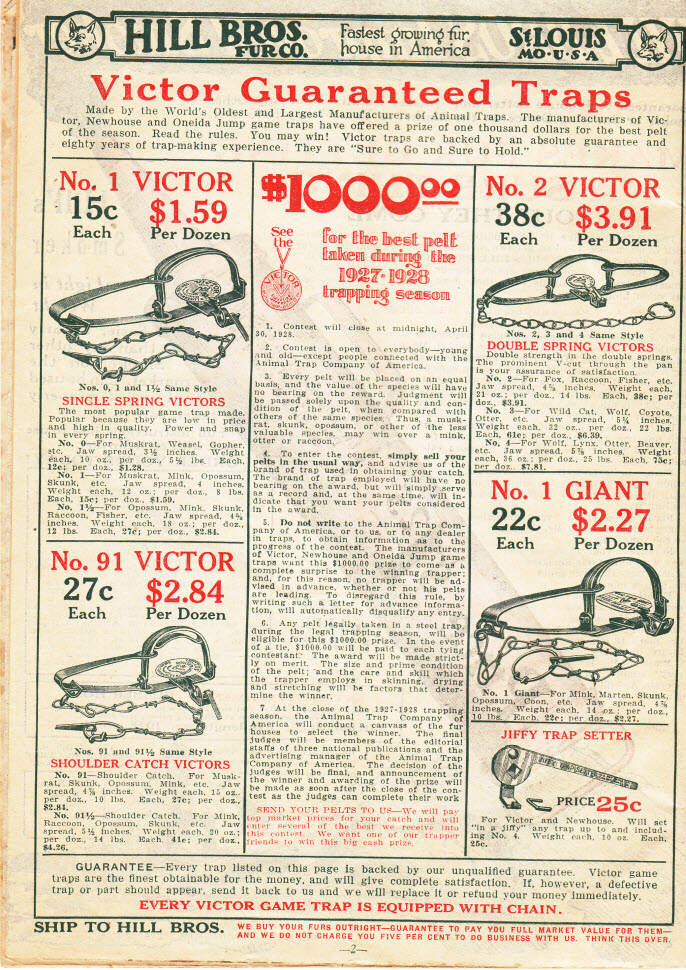 HILL BROS.
FUR CO.
Fastest growing fur
house in America
St LOUIS
MO·U·S·A
Victor Guaranteed Traps
Made by the World's Oldest and Largest Manufacturers of Animal Traps. The manufacturers of Vic-
tor, Newhouse and Oneida Jump game traps have offered a prize of one thousand dollars for the best pelt
of the season. Read the rules. You may win! Victor traps are backed by an absolute guarantee and
eighty years of trap-making experience. They are "Sure to Go and Sure to Hold."
No. 1 VICTOR
15c $1.59
Each Per Dozen
Nos. 0, 1 and 1½ Same Style
SINGLE SPRING VICTORS
The most popular game trap made.
Popular because they are low in price
and high in quality. Power and snap
in every spring.
No. 0—For Muskrat, Weasel, Gopher,
etc. Jaw spread, 3½ inches. Weight
each, 10 oz., per doz., 5½ lbs. Each,
12c; per doz., $1.28.
No. 1—For Muskrat, Mink, Opossum,
Skunk, etc. Jaw spread, 4 inches.
Weight each, 12 oz.; per doz., 8 lbs.
Each, 15c; per doz., $1.59.
No. 1½—For Opossum, Mink, Skunk,
Raccoon, Fisher, etc. Jaw spread, 4⅞
inches. Weight each, 18 oz.; per doz.,
12 lbs. Each, 27c; per doz., $2.84.
No. 91 VICTOR
27c $2.84
Each Per Dozen
Nos. 91 and 91½ Same Style
SHOULDER CATCH VICTORS
No. 91—Shoulder Catch. For Musk-
rat, Skunk, Opossum, Mink, etc. Jaw
spread, 4⅞ inches. Weight each, 15 oz.,
per doz., 10 lbs. Each, 27c; per doz.,
$2.84.
No. 91½—Shoulder Catch. For Mink,
Raccoon, Opossum, Skunk, etc. Jaw
spread, 5¼ inches. Weight each, 20 oz.;
per doz., 14 lbs. Each, 41c; per doz.,
$4.26.
$1000.00
See
the
VICTOR
for the best pelt
taken during the
1927-1928
trapping season
1. Contest will close at midnight, April
30, 1928.
2. Contest is open to everybody—young
and old—except people connected with the
Animal Trap Company of America.
3. Every pelt will be placed on an equal
basis, and the value of the species will have
no bearing on the reward. Judgment will
be passed solely upon the quality and con-
dition of the pelt, when compared with
others of the same species. Thus, a musk-
rat, skunk, opossum, or other of the less
valuable species, may win over a mink,
otter or raccoon.
4. To enter the contest, simply sell your
pelts in the usual way, and advise us of the
brand of trap used in obtaining your catch.
The brand of trap employed will have no
bearing on the award, but will simply serve
as a record and, at the same time, will in-
dicate that you want your pelts considered
in the award.
5. Do not write to the Animal Trap Com-
pany of America, or to us, or to any dealer
in traps, to obtain information as to the
progress of the contest. The manufacturers
of Victor, Newhouse and Oneida Jump game
traps want this $1000.00 prize to come as a
complete surprise to the winning trapper;
and, for this reason, no trapper will be ad-
vised in advance, whether or not his pelts
are leading. To disregard this rule, by
writing such a letter for advance informa-
tion, will automatically disqualify any entry.
6. Any pelt legally taken in a steel trap,
during the legal trapping season, will be
eligible for this $1000.00 prize. In the event
of a tie, $1000.00 will be paid to each tying
contestant. The award will be made strict-
ly on merit. The size and prime condition
of the pelt; and the care and skill which
the trapper employs in skinning, drying
and stretching will be factors that deter-
mine the winner.
7 At the close of the 1927-1928 trapping
season, the Animal Trap Company of
America will conduct a canvass of the fur
houses to select the winner. The final
judges will be members of the editorial
staffs of three national publications and the
advertising manager of the Animal Trap
Company of America. The decision of the
judges will be final, and announcement of
the winner and awarding of the prize will
be made as soon after the close of the con-
test as the judges can complete their work
SEND YOUR PELTS TO US—We will pay
top market prices for your catch and will
enter several of the best we receive into
this contest. We want one of our trapper
friends to win this big cash prize.
No. 2 VICTOR
38c $3.91
Each Per Dozen
Nos. 2, 3 and 4 Same Style
DOUBLE SPRING VICTORS
Double strength in the double springs.
The prominent V-cut through the pan
is your assurance of satisfaction.
No. 2—For Fox, Raccoon, Fisher, etc.
Jaw spread, 4⅞ inches. Weight each,
21 oz.; per doz., 14 lbs. Each, 38c; per
doz., $3.91.
No. 3—For Wild Cat, Wolf, Coyote,
Otter, etc. Jaw spread, 5½ inches.
Weight each, 32 oz., per doz., 22 lbs.
Each, 61c; per doz., $6.39.
No. 4—For Wolf, Lynx, Otter, Beaver,
etc. Jaw spread, 5⅞ inches. Weight
each, 36 oz.; per doz., 25 lbs. Each, 75c;
per doz., $7.81.
No. 1 GIANT
22c $2.27
Each Per Dozen
No. 1 Giant—For Mink, Marten, Skunk,
Opossum, Coon, etc. Jaw spread, 4⅞
inches. Weight each, 14 oz.; per doz.,
10 lbs. Each, 22c; per doz., $2.27.
JIFFY TRAP SETTER
PRICE 25c
For Victor and Newhouse. Will set
"in a jiffy" any trap up to and includ-
ing No. 4. Weight each, 10 oz. Each,
25c.
GUARANTEE—Every trap listed on this page is backed by our unqualified guarantee. Victor game
traps are the finest obtainable for the money, and will give complete satisfaction. If, however, a defective
trap or part should appear, send it back to us and we will replace it or refund your money immediately.
EVERY VICTOR GAME TRAP IS EQUIPPED WITH CHAIN.
SHIP TO HILL BROS.
WE BUY YOUR FURS OUTRIGHT—GUARANTEE TO PAY YOU FULL MARKET VALUE FOR THEM—
AND WE DO NOT CHARGE YOU FIVE PER CENT TO DO BUSINESS WITH US. THINK THIS OVER.
—2—